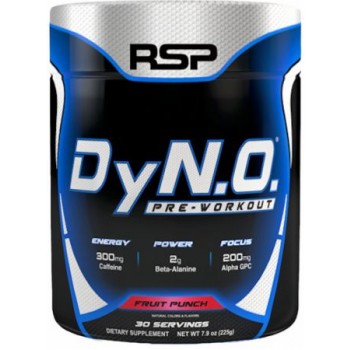 RSP
DyN.O.
PRE-WORKOUT
ENERGY POWER FOCUS
300mg 2g 200mg
Caffeine Beta-Alanine Alpha GPC
FRUIT PUNCH
NATURAL COLORS & FLAVORS
30 SERVINGS
DIETARY SUPPLEMENT NET WT 7.9 oz (225g)